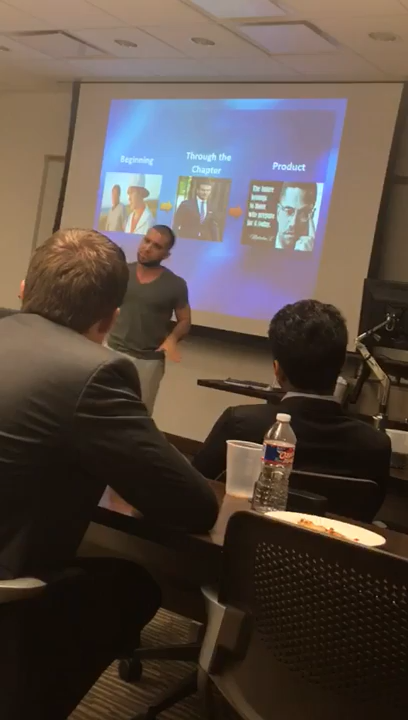 Beginning
Through the
Chapter
Product
The future
belongs
to those
who prepare
for it today.